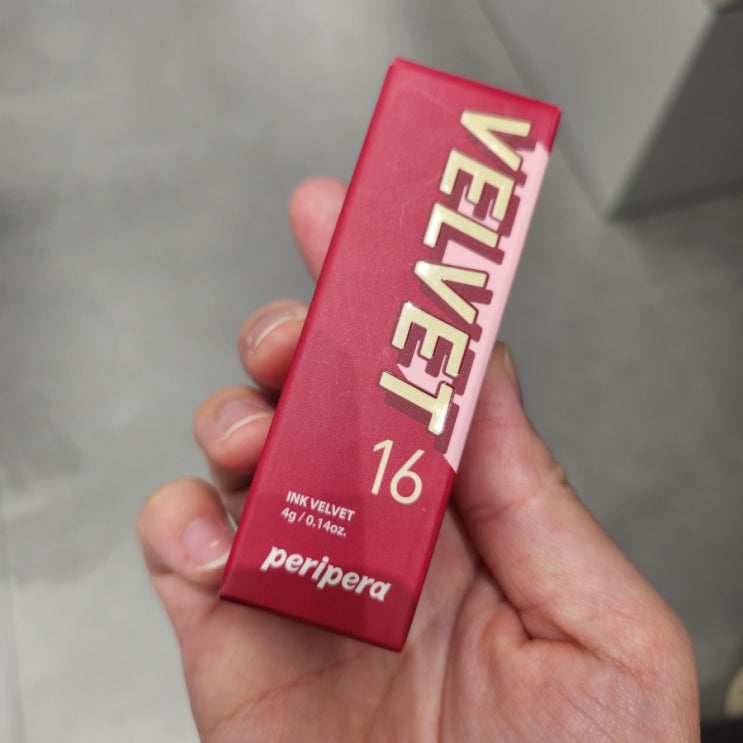 VELVET
16
INK VELVET
4g / 0.14oz.
peripera